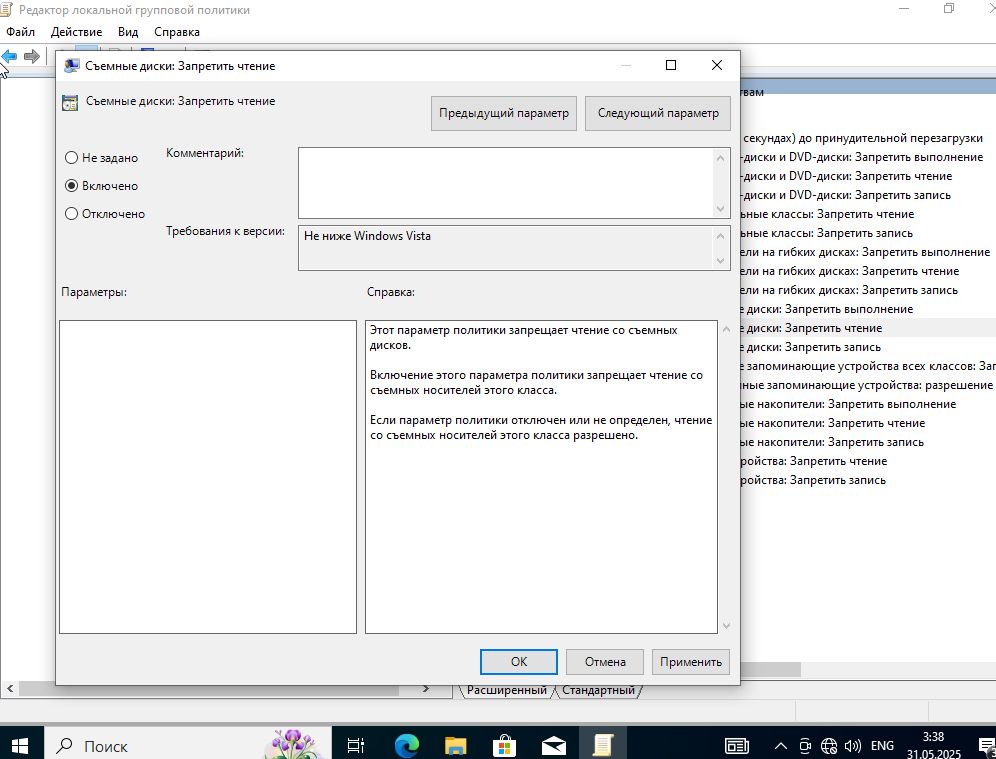 Редактор локальной групповой политики
Файл Действие Вид Справка
Съемные диски: Запретить чтение
Съемные диски: Запретить чтение
Предыдущий параметр
Следующий параметр
Не задано
Включено
Отключено
Комментарий:
Требования к версии:
Не ниже Windows Vista
Параметры:
Справка:
Этот параметр политики запрещает чтение со съемных
дисков.
Включение этого параметра политики запрещает чтение со
съемных носителей этого класса.
Если параметр политики отключен или не определен, чтение
со съемных носителей этого класса разрешено.
ОК
Отмена
Применить
твам
секундах) до принудительной перезагрузки
-диски и DVD-диски: Запретить выполнение
-диски и DVD-диски: Запретить чтение
-диски и DVD-диски: Запретить запись
ьные классы: Запретить чтение
ьные классы: Запретить запись
ели на гибких дисках: Запретить выполнение
ели на гибких дисках: Запретить чтение
ели на гибких дисках: Запретить запись
е диски: Запретить выполнение
е диски: Запретить чтение
е диски: Запретить запись
е запоминающие устройства всех классов: Зап
ные запоминающие устройства: разрешение
ые накопители: Запретить выполнение
ые накопители: Запретить чтение
ые накопители: Запретить запись
ройства: Запретить чтение
ройства: Запретить запись
Расширенный Стандартный
Поиск
ENG
3:38
31.05.2025
3